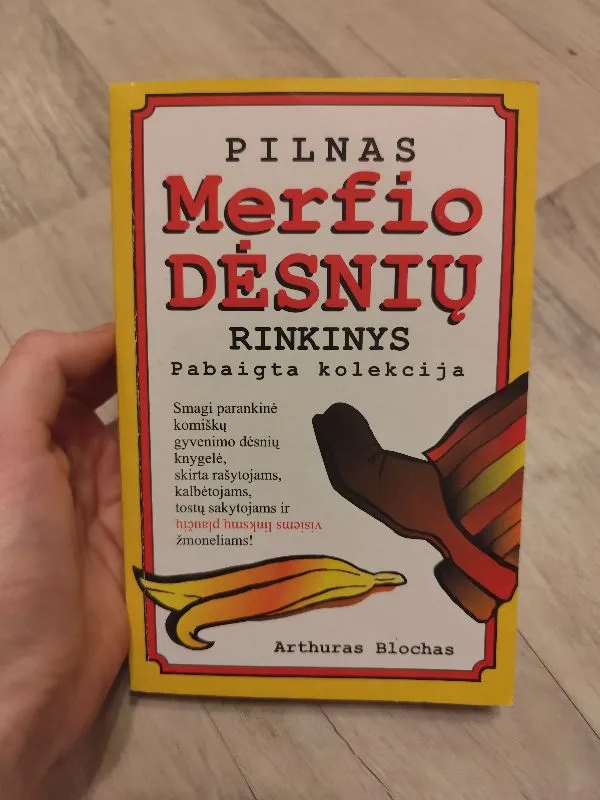 PILNAS
Merfio
DĖSNIŲ
RINKINYS
Pabaigta kolekcija
Smagi parankinė
komiškų
gyvenimo dėsnių
knygelė,
skirta rašytojams,
kalbėtojams,
tostų sakytojams ir
visiems linksmų plaučių
žmoneliams!
Arthuras Blochas